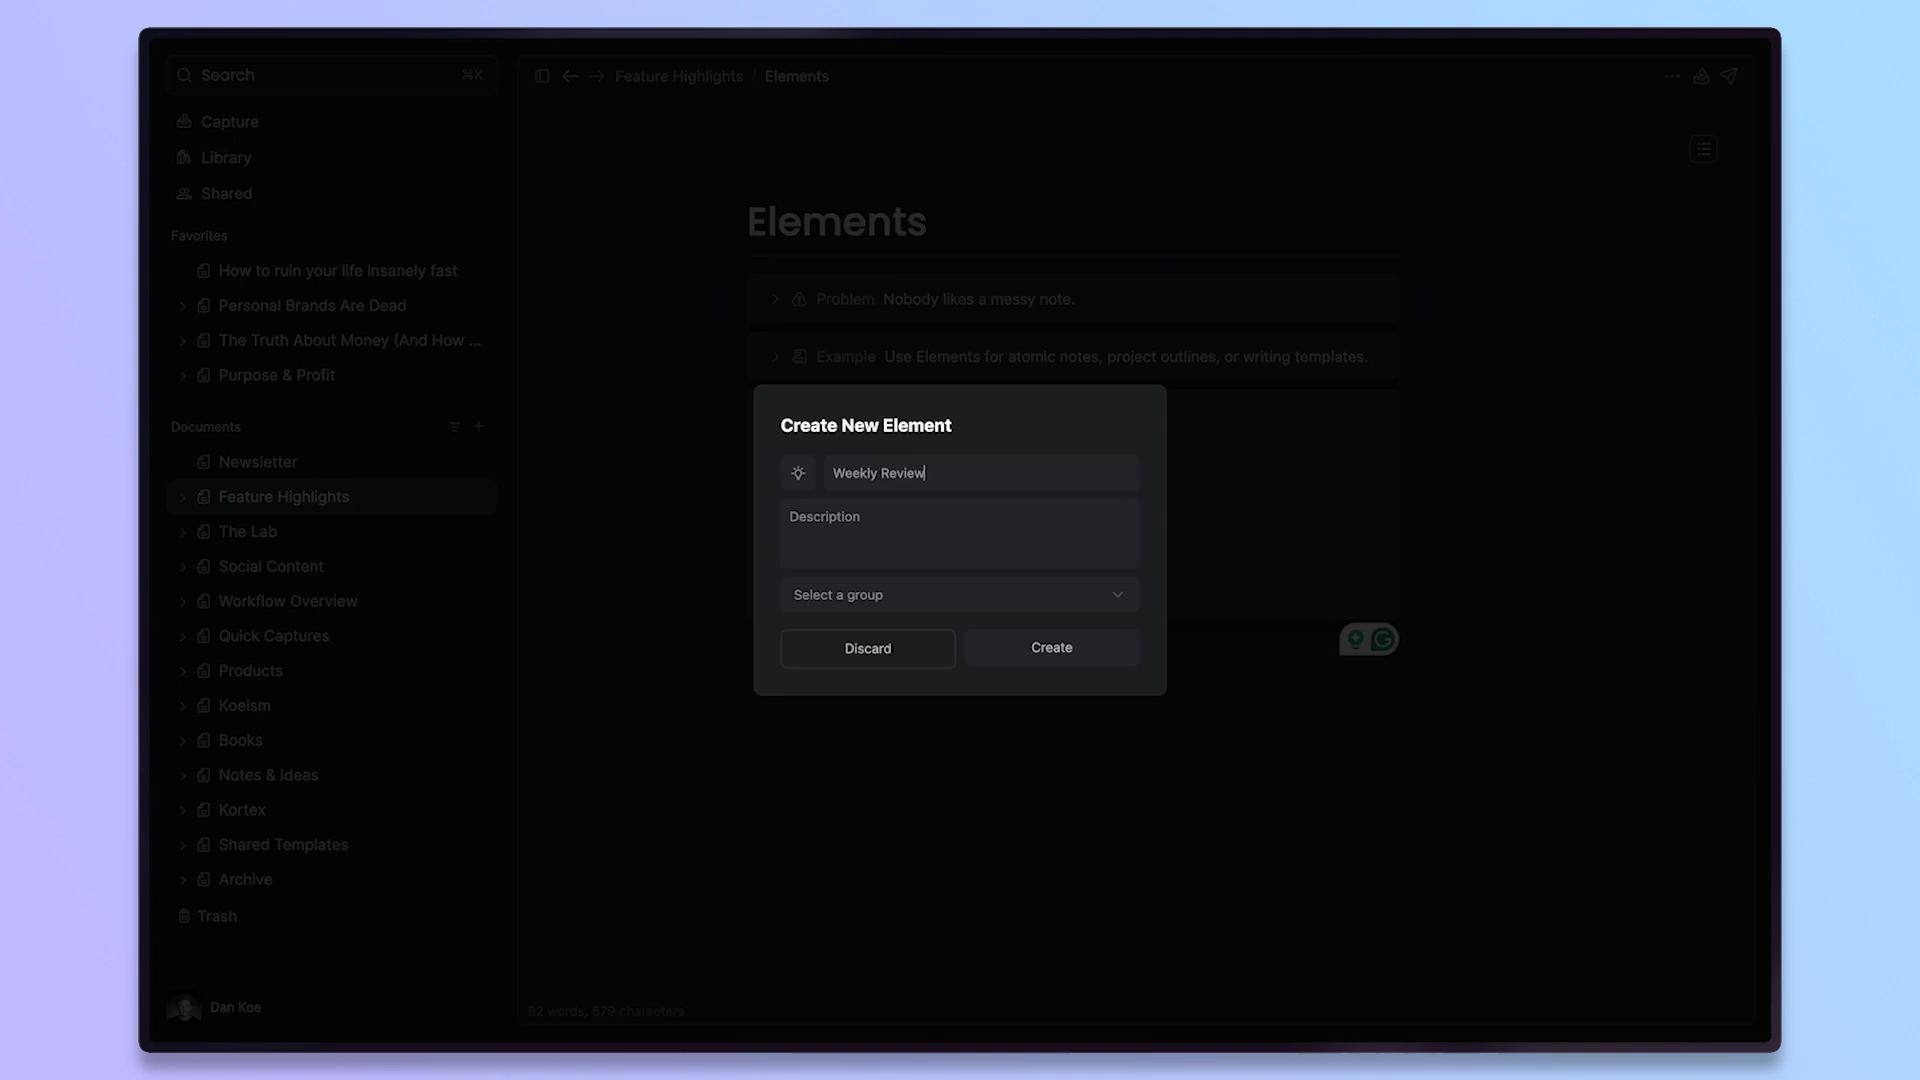 Search ⌘K
Capture
Library
Shared
Favorites
How to ruin your life insanely fast
Personal Brands Are Dead
The Truth About Money (And How ...
Purpose & Profit
Documents
Newsletter
Feature Highlights
The Lab
Social Content
Workflow Overview
Quick Captures
Products
Koeism
Books
Notes & Ideas
Kortex
Shared Templates
Archive
Trash
Dan Koe
Feature Highlights / Elements
Elements
Problem Nobody likes a messy note.
Example Use Elements for atomic notes, project outlines, or writing templates.
Create New Element
Weekly Review
Description
Select a group
Discard
Create
92 words, 579 characters